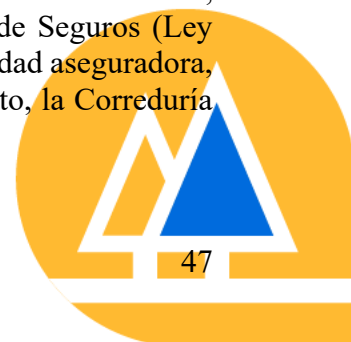 de Seguros (Ley
dad aseguradora,
to, la Correduría
47